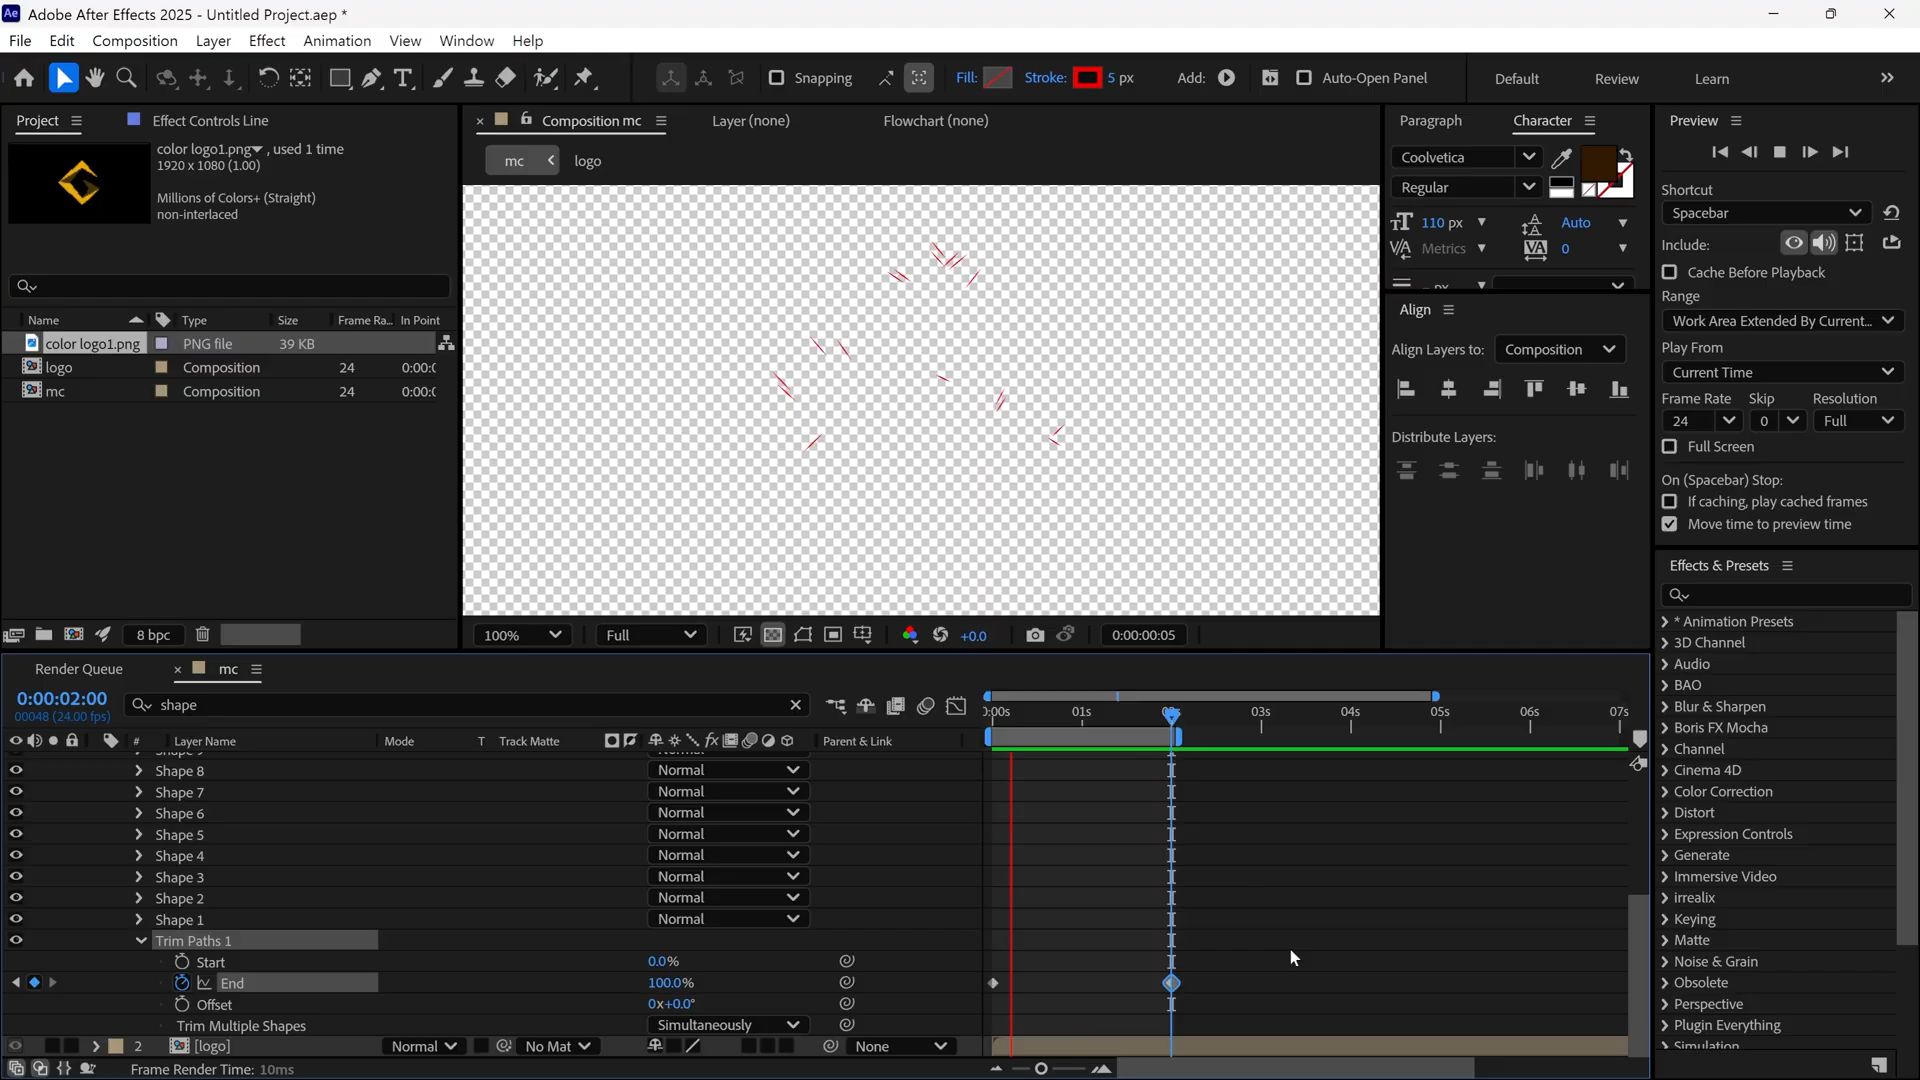 Adobe After Effects 2025 - Untitled Project.aep *
File Edit Composition Layer Effect Animation View Window Help
Snapping Fill: Stroke: 5 px Add: Auto-Open Panel Default Review Learn
Project Effect Controls Line
color logo1.png , used 1 time
1920 x 1080 (1.00)
Millions of Colors+ (Straight)
non-interlaced
Name Type Size Frame Ra... In Point
color logo1.png PNG file 39 KB
logo Composition 24 0:00:0
mc Composition 24 0:00:0
8 bpc
Composition mc Layer (none) Flowchart (none)
mc logo
100% Full +0.0 0:00:00:05
Paragraph Character
Coolvetica
Regular
110 px Auto
Metrics 0
px
Align
Align Layers to: Composition
Distribute Layers:
Preview
Shortcut
Spacebar
Include:
Cache Before Playback
Range
Work Area Extended By Current...
Play From
Current Time
Frame Rate Skip Resolution
24 0 Full
Full Screen
On (Spacebar) Stop:
If caching, play cached frames
Move time to preview time
Effects & Presets
* Animation Presets
3D Channel
Audio
BAO
Blur & Sharpen
Boris FX Mocha
Channel
Cinema 4D
Color Correction
Distort
Expression Controls
Generate
Immersive Video
irrealix
Keying
Matte
Noise & Grain
Obsolete
Perspective
Plugin Everything
Simulation
Render Queue mc
0:00:02:00
00048 (24.00 fps)
shape
# Layer Name Mode T Track Matte Parent & Link
0:00s 01s 02s 03s 04s 05s 06s 07s
Shape 8 Normal
Shape 7 Normal
Shape 6 Normal
Shape 5 Normal
Shape 4 Normal
Shape 3 Normal
Shape 2 Normal
Shape 1 Normal
Trim Paths 1
Start 0.0%
End 100.0%
Offset 0x+0.0°
Trim Multiple Shapes Simultaneously
2 [logo] Normal No Mat None
Frame Render Time: 10ms